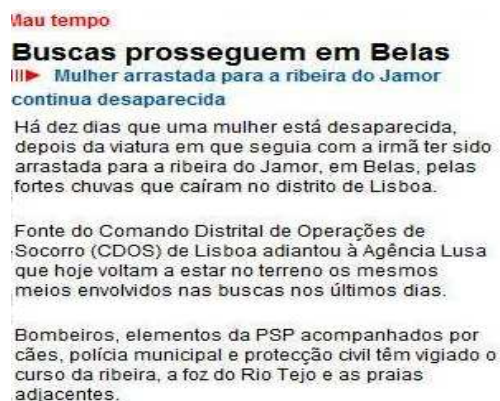 Mau tempo
Buscas prosseguem em Belas
Mulher arrastada para a ribeira do Jamor
continua desaparecida
Há dez dias que uma mulher está desaparecida,
depois da viatura em que seguia com a irmã ter sido
arrastada para a ribeira do Jamor, em Belas, pelas
fortes chuvas que caíram no distrito de Lisboa.
Fonte do Comando Distrital de Operações de
Socorro (CDOS) de Lisboa adiantou à Agência Lusa
que hoje voltam a estar no terreno os mesmos
meios envolvidos nas buscas nos últimos dias.
Bombeiros, elementos da PSP acompanhados por
cães, polícia municipal e protecção civil têm vigiado o
curso da ribeira, a foz do Rio Tejo e as praias
adjacentes.